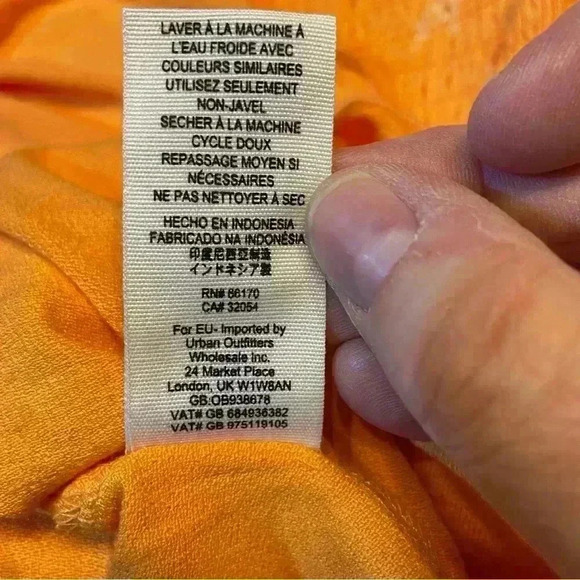 LAVER À LA MACHINE À
L'EAU FROIDE AVEC
COULEURS SIMILAIRES
UTILISEZ SEULEMENT
NON-JAVEL
SECHER À LA MACHINE
CYCLE DOUX
REPASSAGE MOYEN SI
NÉCESSAIRES
NE PAS NETTOYER À SEC
HECHO EN INDONESIA
FABRICADO NA INDONÉSIA
印度尼西亞製造
インドネシア製
RN# 66170
CA# 32054
For EU- Imported by
Urban Outfitters
Wholesale Inc.
24 Market Place
London, UK W1W8AN
GB.OB938678
VAT# GB 684936382
VAT# GB 975119105